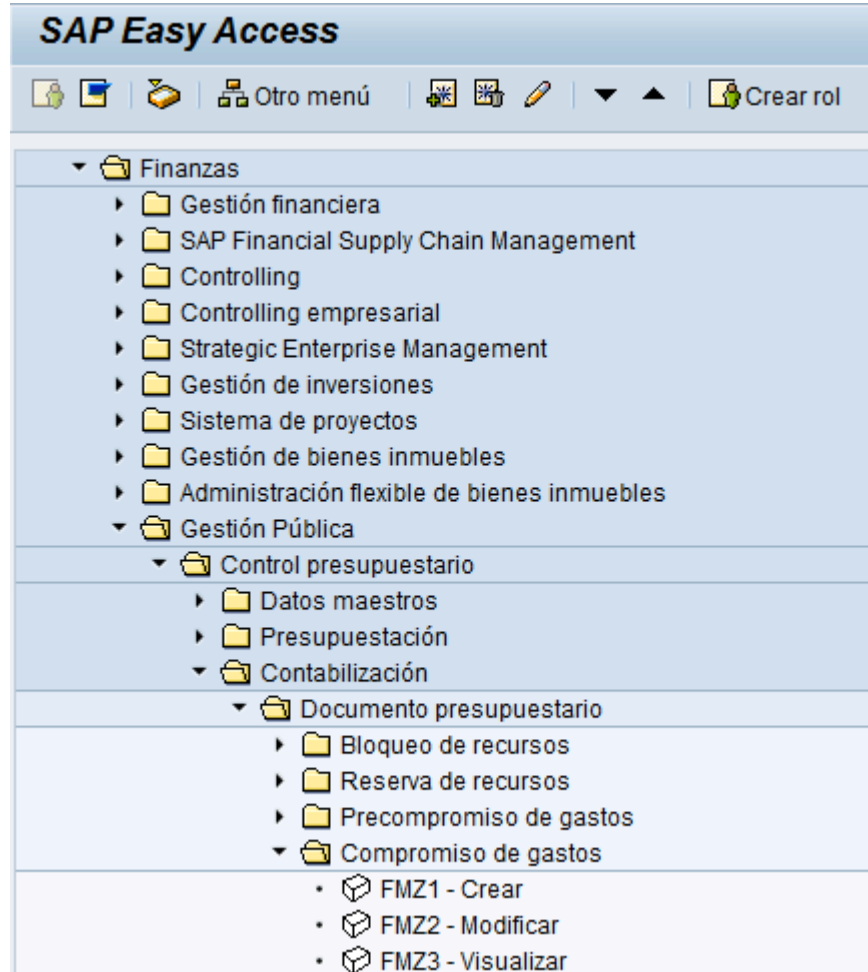 SAP Easy Access
Otro menú Crear rol
Finanzas
Gestión financiera
SAP Financial Supply Chain Management
Controlling
Controlling empresarial
Strategic Enterprise Management
Gestión de inversiones
Sistema de proyectos
Gestión de bienes inmuebles
Administración flexible de bienes inmuebles
Gestión Pública
Control presupuestario
Datos maestros
Presupuestación
Contabilización
Documento presupuestario
Bloqueo de recursos
Reserva de recursos
Precompromiso de gastos
Compromiso de gastos
FMZ1 - Crear
FMZ2 - Modificar
FMZ3 - Visualizar